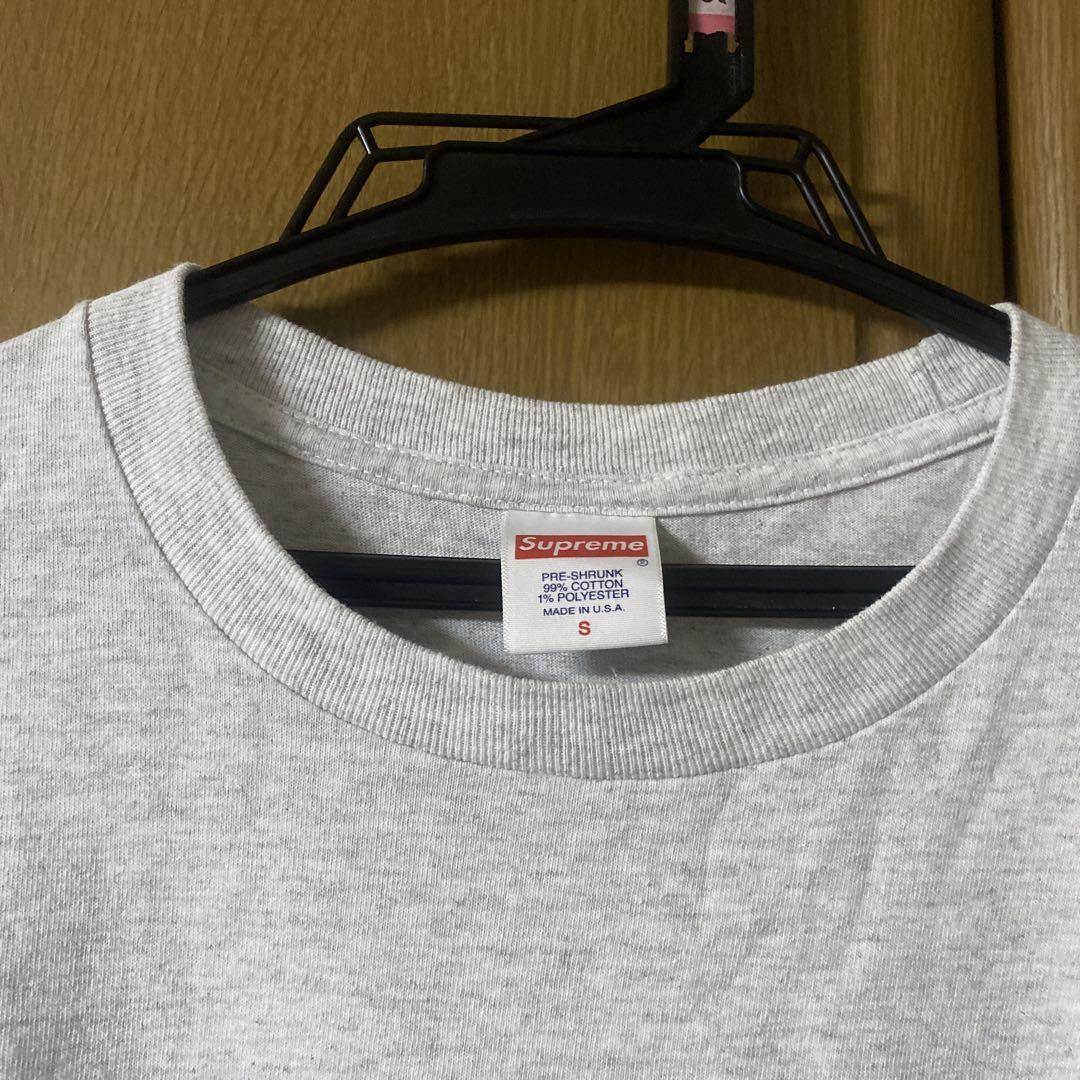 Supreme
®
PRE-SHRUNK
99% COTTON
1% POLYESTER
MADE IN U.S.A.
S